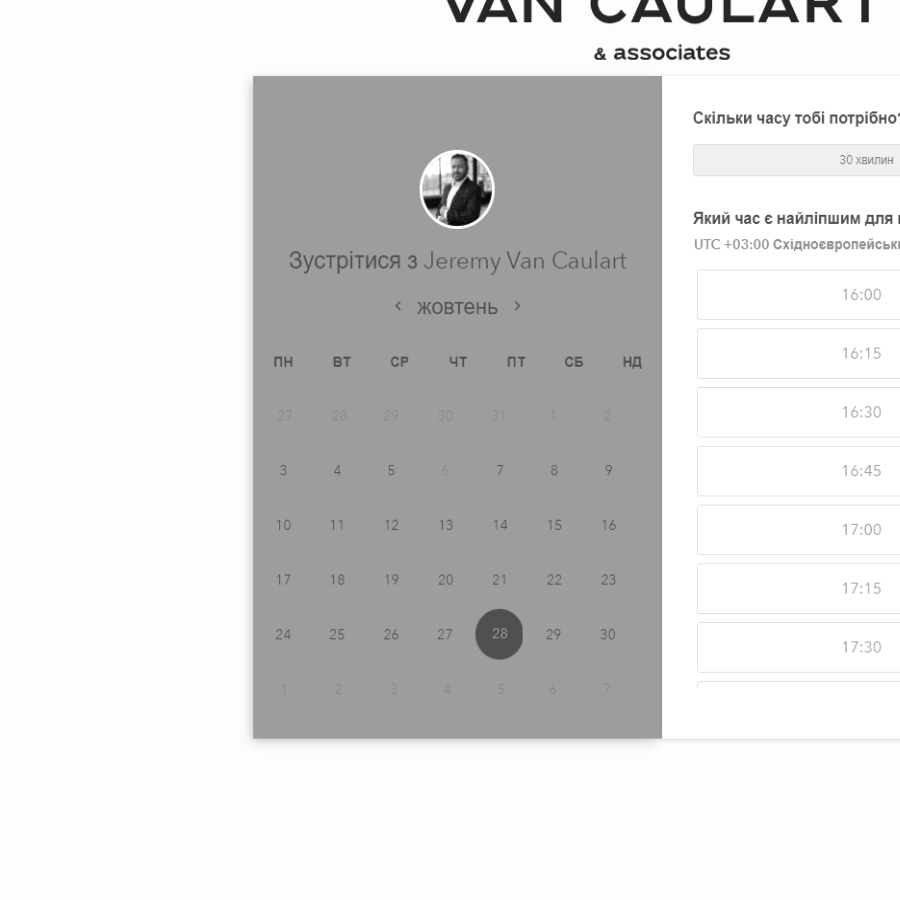 VAN CAULART
& associates
Зустрітися з Jeremy Van Caulart
жовтень
ПН ВТ СР ЧТ ПТ СБ НД
27 28 29 30 31 1 2
3 4 5 6 7 8 9
10 11 12 13 14 15 16
17 18 19 20 21 22 23
24 25 26 27 28 29 30
1 2 3 4 5 6 7
Скільки часу тобі потрібно?
30 хвилин
Який час є найліпшим для
UTC +03:00 Східноєвропейськ
16:00
16:15
16:30
16:45
17:00
17:15
17:30